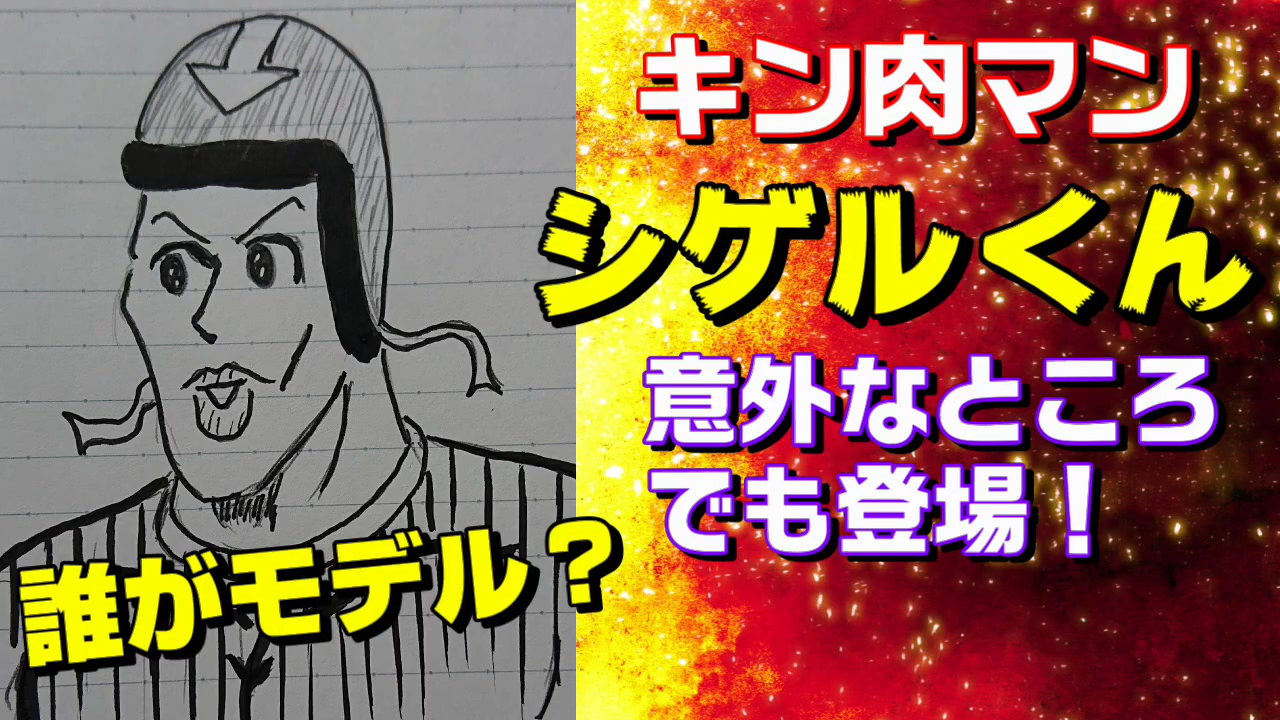 キン肉マン
シゲルくん
意外なところ
でも登場！
誰がモデル？